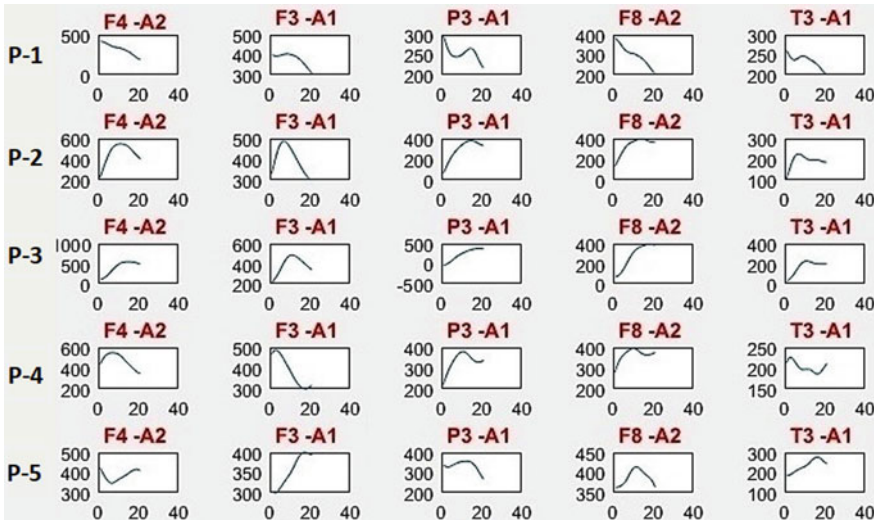 F4 -A2 F3 -A1 P3 -A1 F8 -A2 T3 -A1
500 500 300 400 300
P-1 400 250 300 250
0 300 200 200 200
0 20 40 0 20 40 0 20 40 0 20 40 0 20 40
F4 -A2 F3 -A1 P3 -A1 F8 -A2 T3 -A1
600 500 400 400 300
P-2 400 400 200 200 200
200 300 0 0 100
0 20 40 0 20 40 0 20 40 0 20 40 0 20 40
F4 -A2 F3 -A1 P3 -A1 F8 -A2 T3 -A1
1000 600 500 400 400
P-3 500 400 0 200 200
0 200 -500 0 0
0 20 40 0 20 40 0 20 40 0 20 40 0 20 40
F4 -A2 F3 -A1 P3 -A1 F8 -A2 T3 -A1
600 500 400 400 250
P-4 400 400 300 300 200
200 300 200 200 150
0 20 40 0 20 40 0 20 40 0 20 40 0 20 40
F4 -A2 F3 -A1 P3 -A1 F8 -A2 T3 -A1
500 400 400 450 300
P-5 400 350 300 400 200
300 300 200 350 100
0 20 40 0 20 40 0 20 40 0 20 40 0 20 40